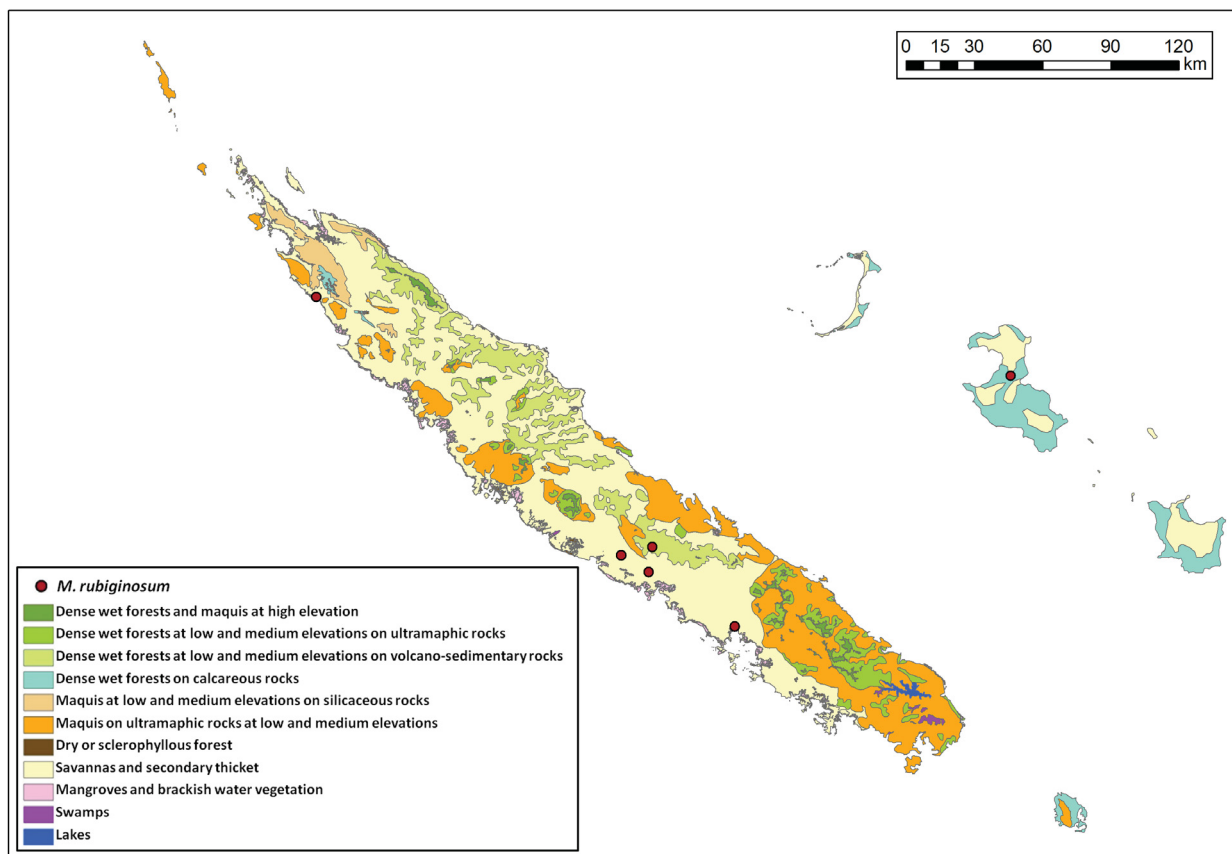 0 15 30 60 90 120
km
M. rubiginosum
Dense wet forests and maquis at high elevation
Dense wet forests at low and medium elevations on ultramaphic rocks
Dense wet forests at low and medium elevations on volcano-sedimentary rocks
Dense wet forests on calcareous rocks
Maquis at low and medium elevations on silicaceous rocks
Maquis on ultramaphic rocks at low and medium elevations
Dry or sclerophyllous forest
Savannas and secondary thicket
Mangroves and brackish water vegetation
Swamps
Lakes